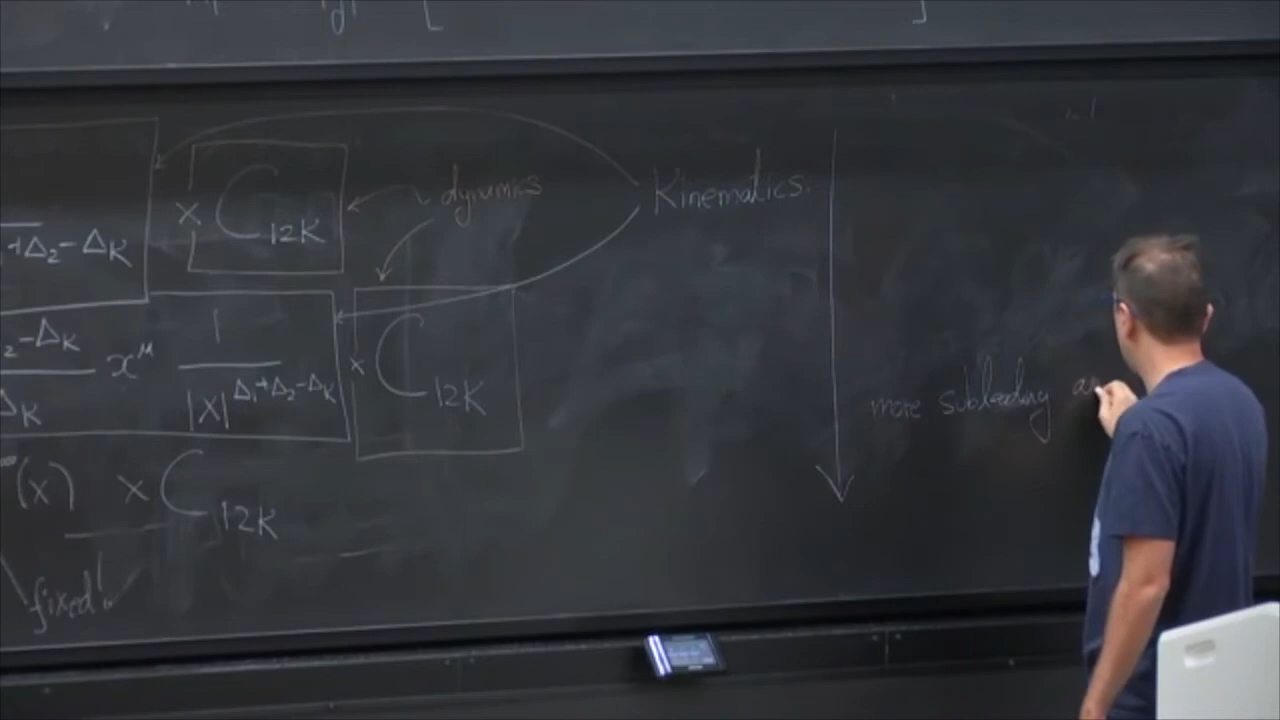 × C₁₂ₖ dynamics Kinematics.
+Δ₂-Δₖ
₂-Δₖ / Δₖ x^μ 1 / |x|^{Δ₁+Δ₂-Δₖ} × C₁₂ₖ
more subleading
(x) × C₁₂ₖ
fixed!